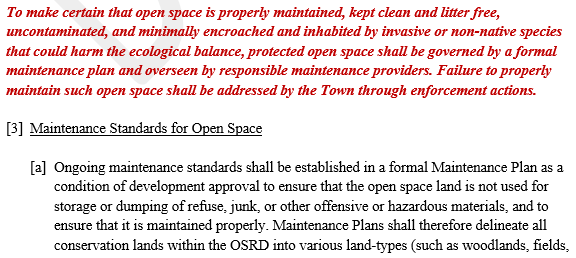 To make certain that open space is properly maintained, kept clean and litter free,
uncontaminated, and minimally encroached and inhabited by invasive or non-native species
that could harm the ecological balance, protected open space shall be governed by a formal
maintenance plan and overseen by responsible maintenance providers. Failure to properly
maintain such open space shall be addressed by the Town through enforcement actions.
[3] Maintenance Standards for Open Space
[a] Ongoing maintenance standards shall be established in a formal Maintenance Plan as a
condition of development approval to ensure that the open space land is not used for
storage or dumping of refuse, junk, or other offensive or hazardous materials, and to
ensure that it is maintained properly. Maintenance Plans shall therefore delineate all
conservation lands within the OSRD into various land-types (such as woodlands, fields,